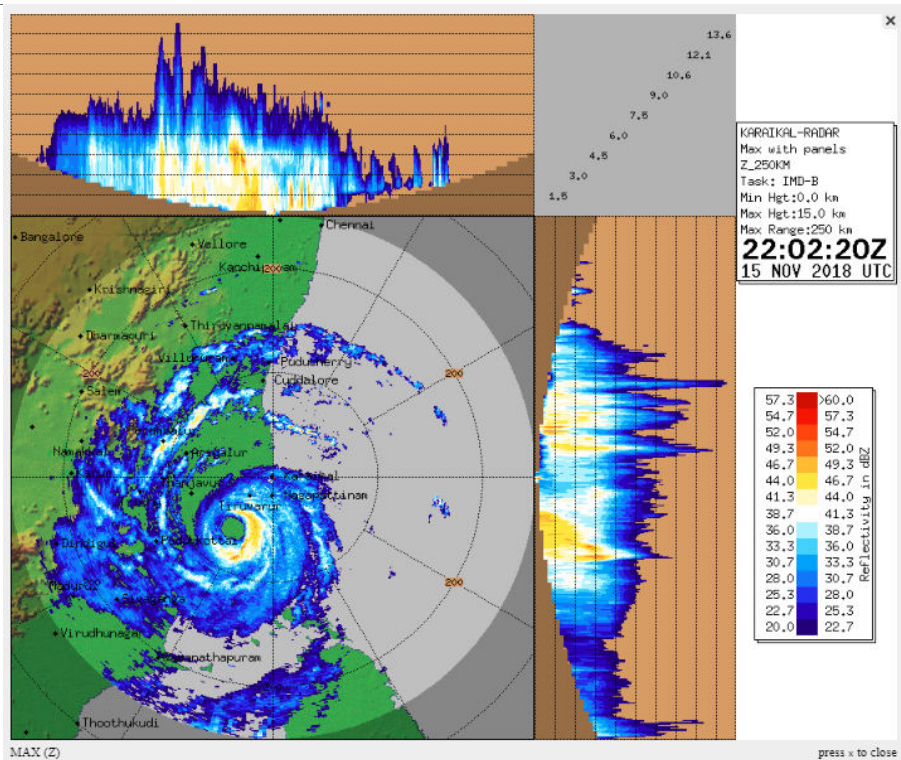 ×
13.6
12.1
10.6
9.0
7.5
6.0
4.5
3.0
1.5
KARAIKAL-RADAR
Max with panels
Z_250KM
Task: IMD-B
Min Hgt:0.0 km
Max Hgt:15.0 km
Max Range:250 km
22:02:20Z
15 NOV 2018 UTC
Chennai
Bangalore
Vellore
200
Krishnagiri
Dharmapuri
Thiruvannamalai
Pudusherry
200
200
Cuddalore
Salem
Ariyalur
Karaikal
Thanjavur
Nagapattinam
Tiruvarur
Pudukkottai
Dindigul
200
Madurai
Virudhunagar
Thoothukudi
57.3 >60.0
54.7 57.3
52.0 54.7
49.3 52.0
46.7 49.3
44.0 46.7
41.3 44.0
38.7 41.3
36.0 38.7
33.3 36.0
30.7 33.3
28.0 30.7
25.3 28.0
22.7 25.3
20.0 22.7
Reflectivity in dBZ
MAX (Z)
press x to close